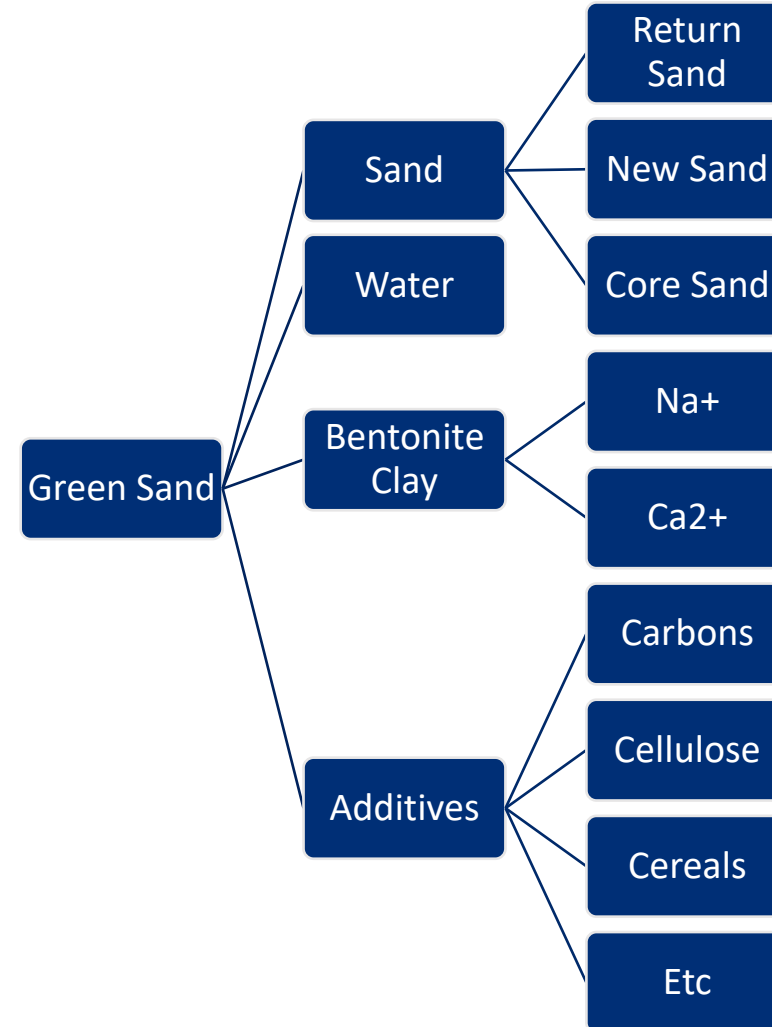 Green Sand
Sand
Return
Sand
New Sand
Core Sand
Water
Bentonite
Clay
Na+
Ca2+
Additives
Carbons
Cellulose
Cereals
Etc